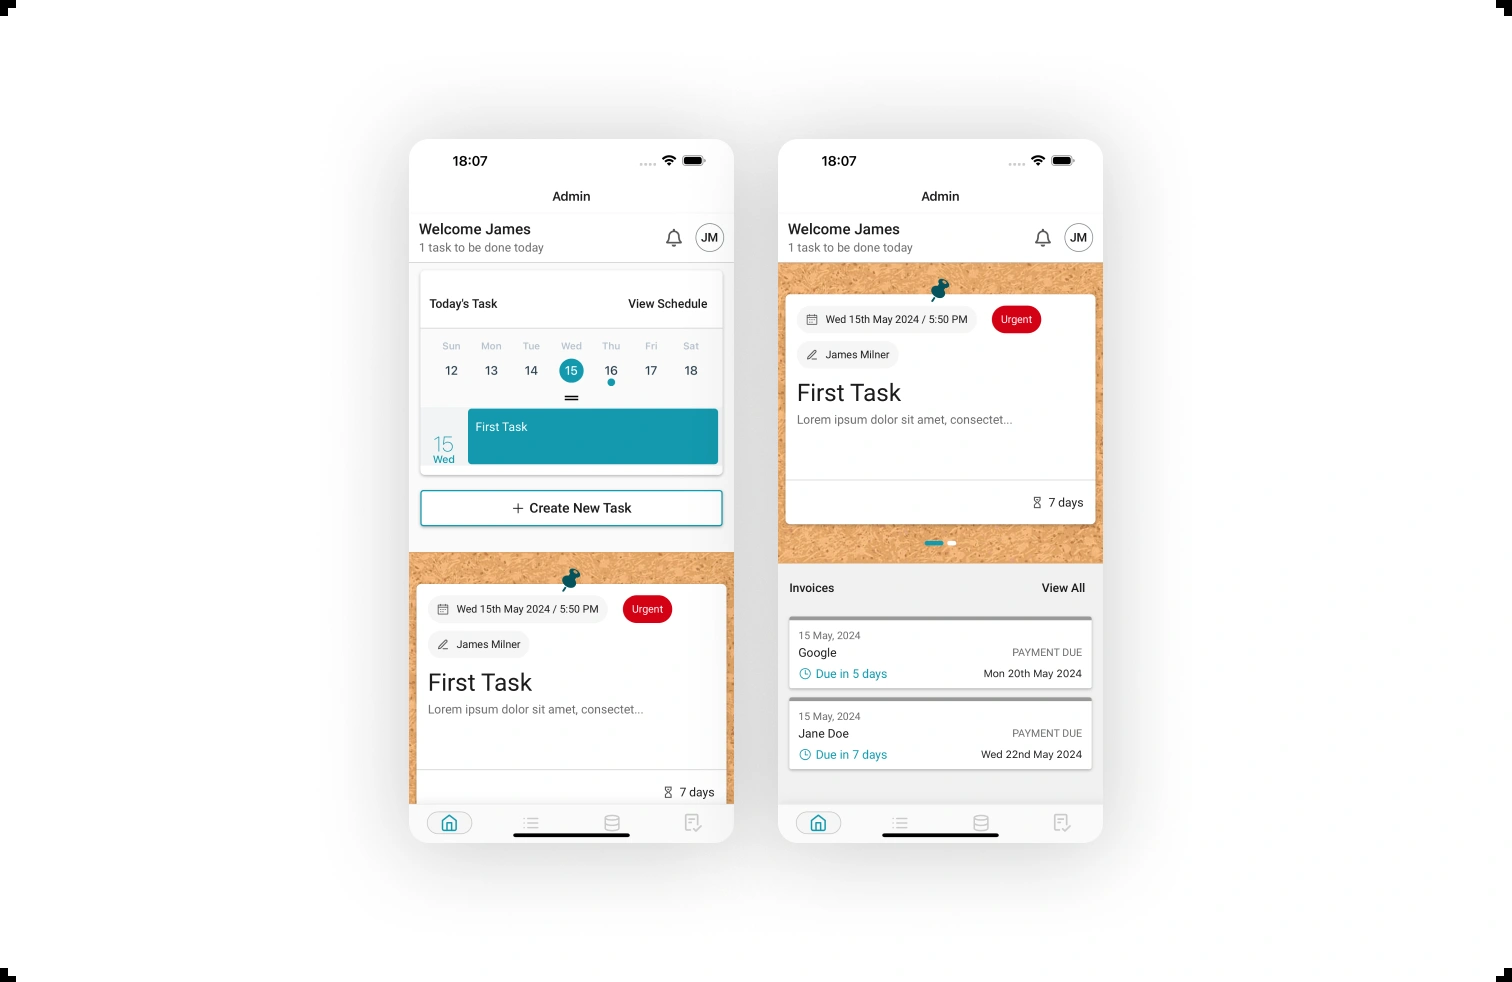 18:07
Admin
Welcome James
1 task to be done today
JM
Today's Task
View Schedule
Sun Mon Tue Wed Thu Fri Sat
12 13 14 15 16 17 18
First Task
15
Wed
+ Create New Task
Wed 15th May 2024 / 5:50 PM
Urgent
James Milner
First Task
Lorem ipsum dolor sit amet, consectet...
7 days
18:07
Admin
Welcome James
1 task to be done today
JM
Wed 15th May 2024 / 5:50 PM
Urgent
James Milner
First Task
Lorem ipsum dolor sit amet, consectet...
7 days
Invoices
View All
15 May, 2024
Google
PAYMENT DUE
Due in 5 days
Mon 20th May 2024
15 May, 2024
Jane Doe
PAYMENT DUE
Due in 7 days
Wed 22nd May 2024